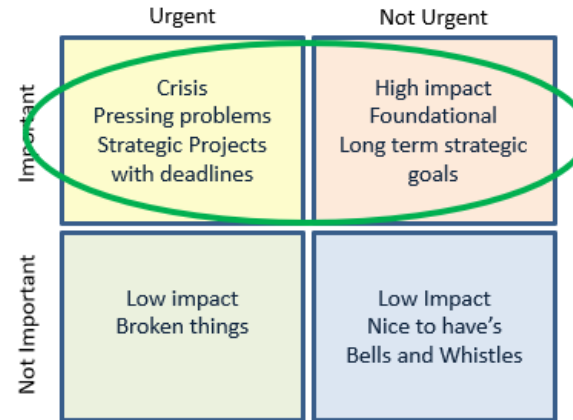 Urgent
Not Urgent
Important
Crisis
Pressing problems
Strategic Projects
with deadlines
High impact
Foundational
Long term strategic
goals
Not Important
Low impact
Broken things
Low Impact
Nice to have's
Bells and Whistles